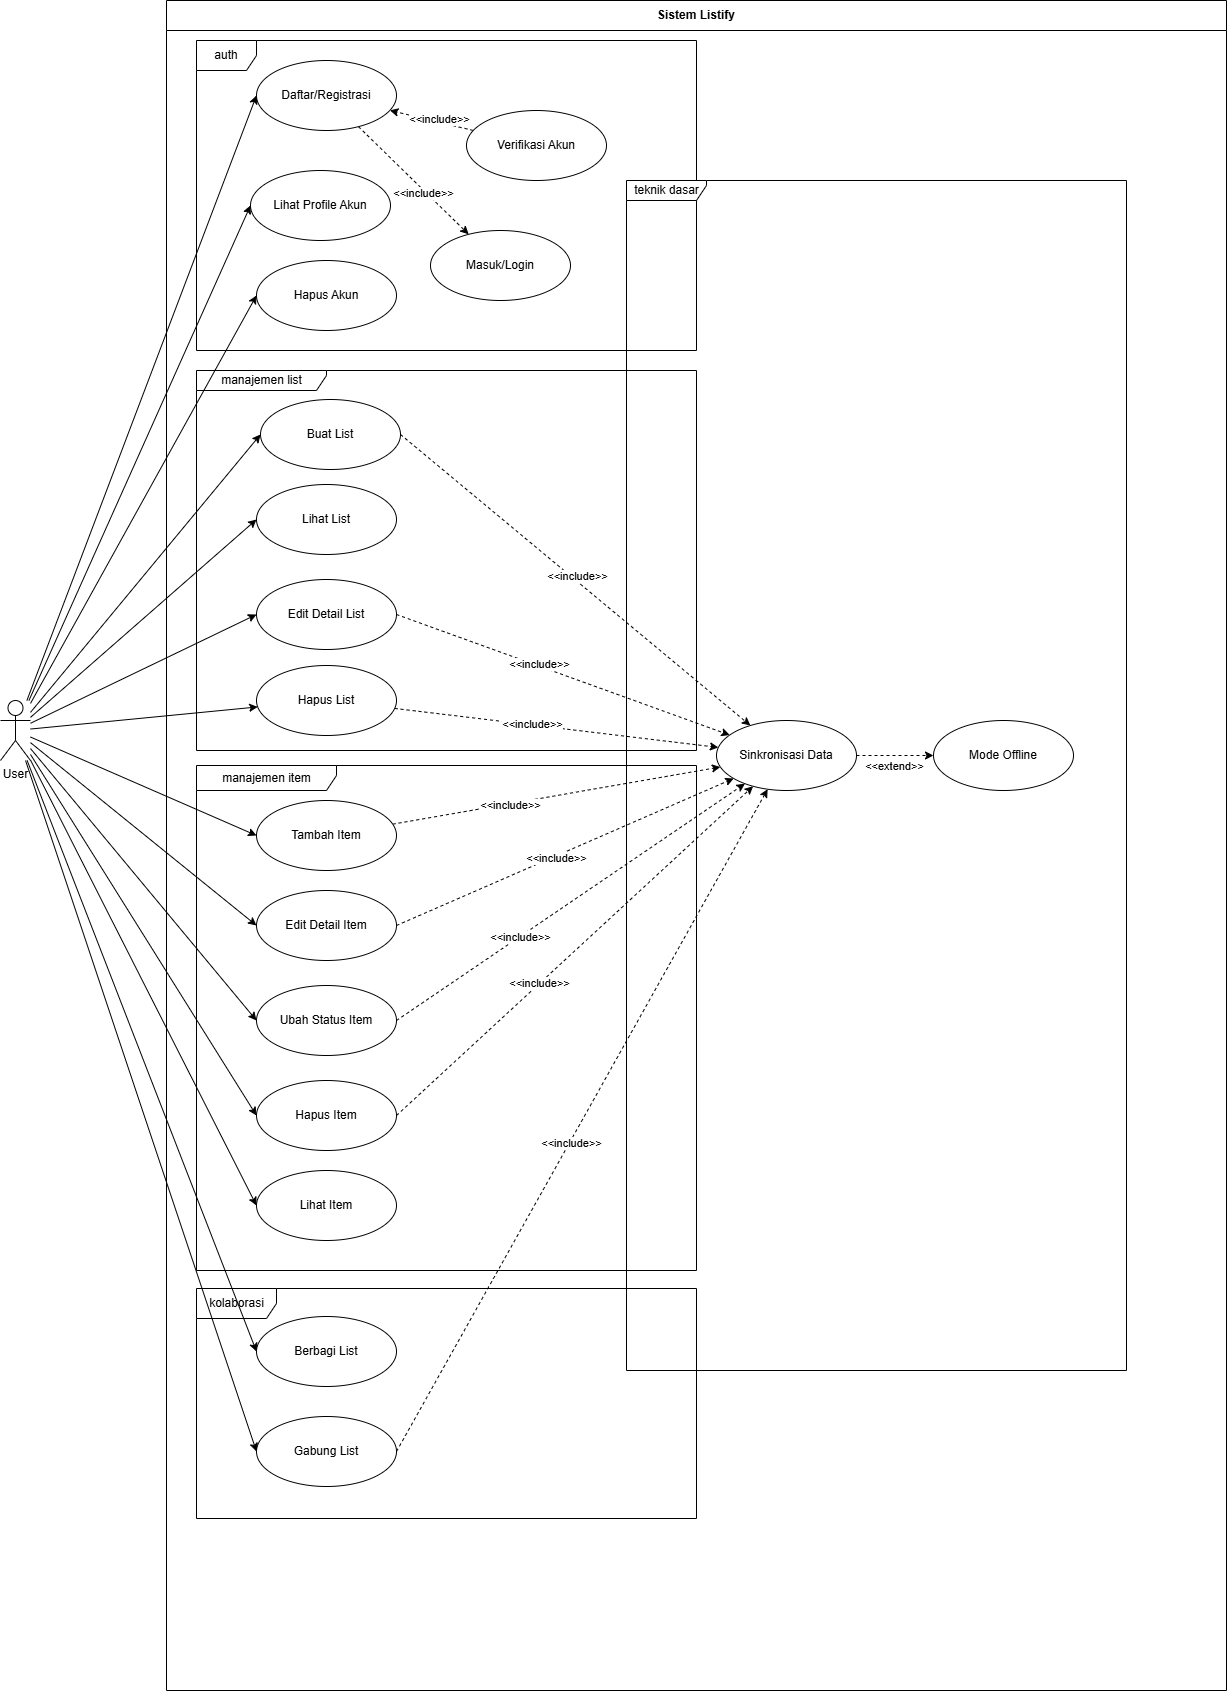 Sistem Listify
auth
Daftar/Registrasi
<<include>>
Verifikasi Akun
<<include>>
Lihat Profile Akun
Masuk/Login
Hapus Akun
teknik dasar
manajemen list
Buat List
Lihat List
<<include>>
Edit Detail List
<<include>>
Hapus List
<<include>>
User
Sinkronisasi Data
<<extend>>
Mode Offline
manajemen item
<<include>>
Tambah Item
<<include>>
Edit Detail Item
<<include>>
Ubah Status Item
<<include>>
Hapus Item
<<include>>
Lihat Item
kolaborasi
Berbagi List
Gabung List